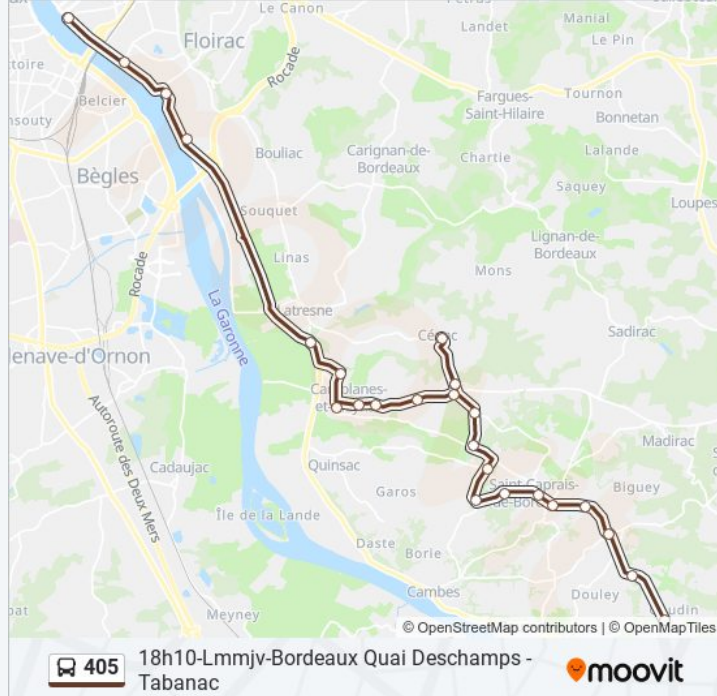 Le Canon
Landet
Manial
Le Pin
Floirac
Rocade
Belcier
Fargues-
Saint-Hilaire
Tournon
Bonnetan
Bouliac
Carignan-de-
Bordeaux
Chartie
Lalande
Bègles
Saquey
Loupes
Souquet
Lignan-de-
Bordeaux
Linas
Mons
Rocade
La Garonne
Latresne
Sadirac
lenave-d'Ornon
Autoroute des Deux Mers
Madirac
Cadaujac
Quinsac
Saint-Caprais-
de-Bordeaux
Biguey
Garos
Île de la Lande
Daste
Borie
Cambes
Douley
Meyney
© OpenStreetMap contributors | © OpenMapTiles
405
18h10-Lmmjv-Bordeaux Quai Deschamps -
Tabanac
moovit